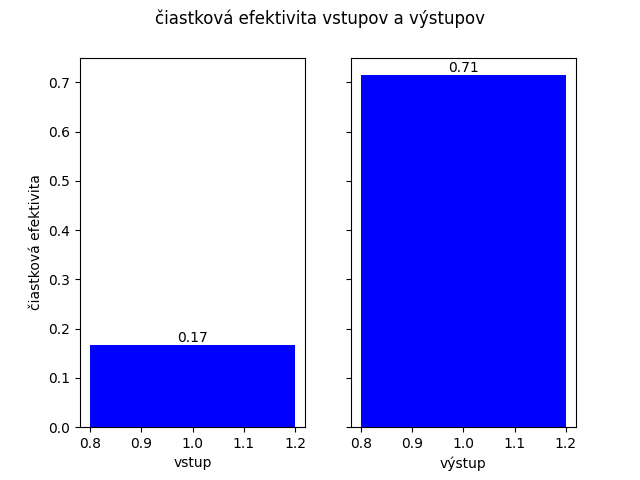 čiastková efektivita vstupov a výstupov
čiastková efektivita
0.7
0.6
0.5
0.4
0.3
0.2
0.1
0.0
0.17
0.8 0.9 1.0 1.1 1.2
vstup
0.71
0.8 0.9 1.0 1.1 1.2
výstup